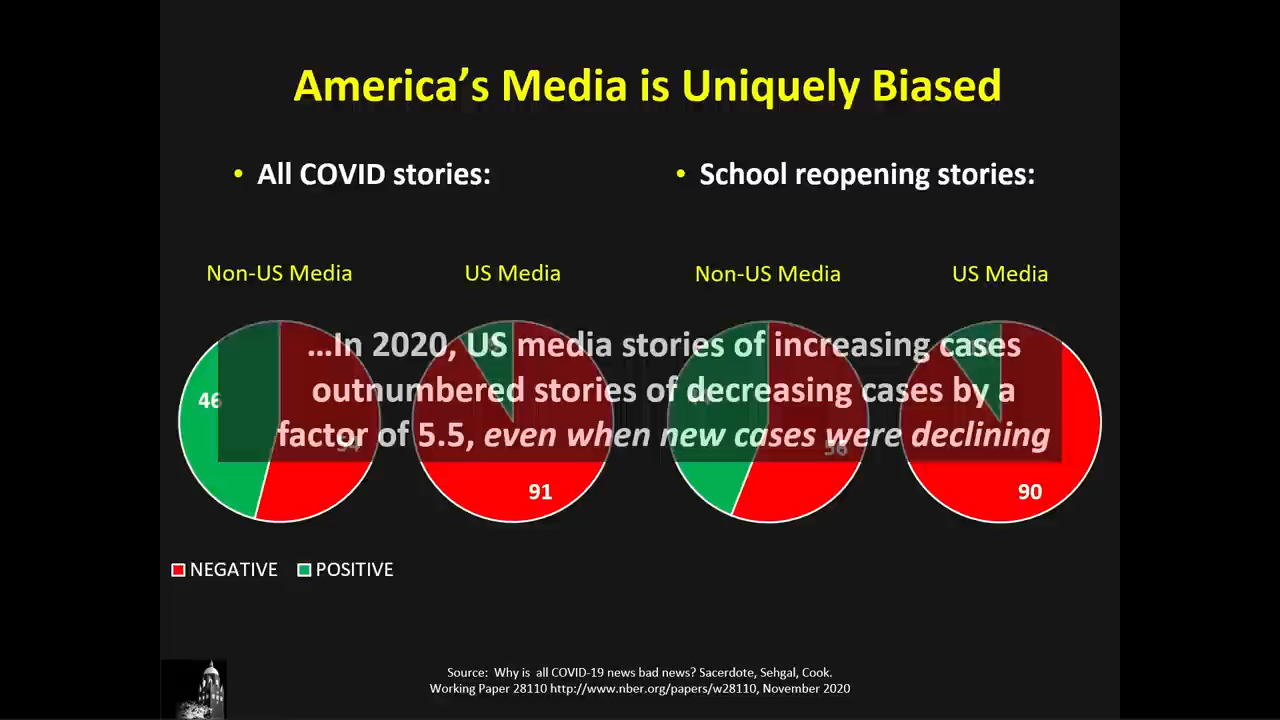 America's Media is Uniquely Biased
• All COVID stories:
• School reopening stories:
Non-US Media
US Media
Non-US Media
US Media
…In 2020, US media stories of increasing cases
outnumbered stories of decreasing cases by a
factor of 5.5, even when new cases were declining
46
54
91
56
90
NEGATIVE
POSITIVE
Source: Why is all COVID-19 news bad news? Sacerdote, Sehgal, Cook.
Working Paper 28110 http://www.nber.org/papers/w28110, November 2020